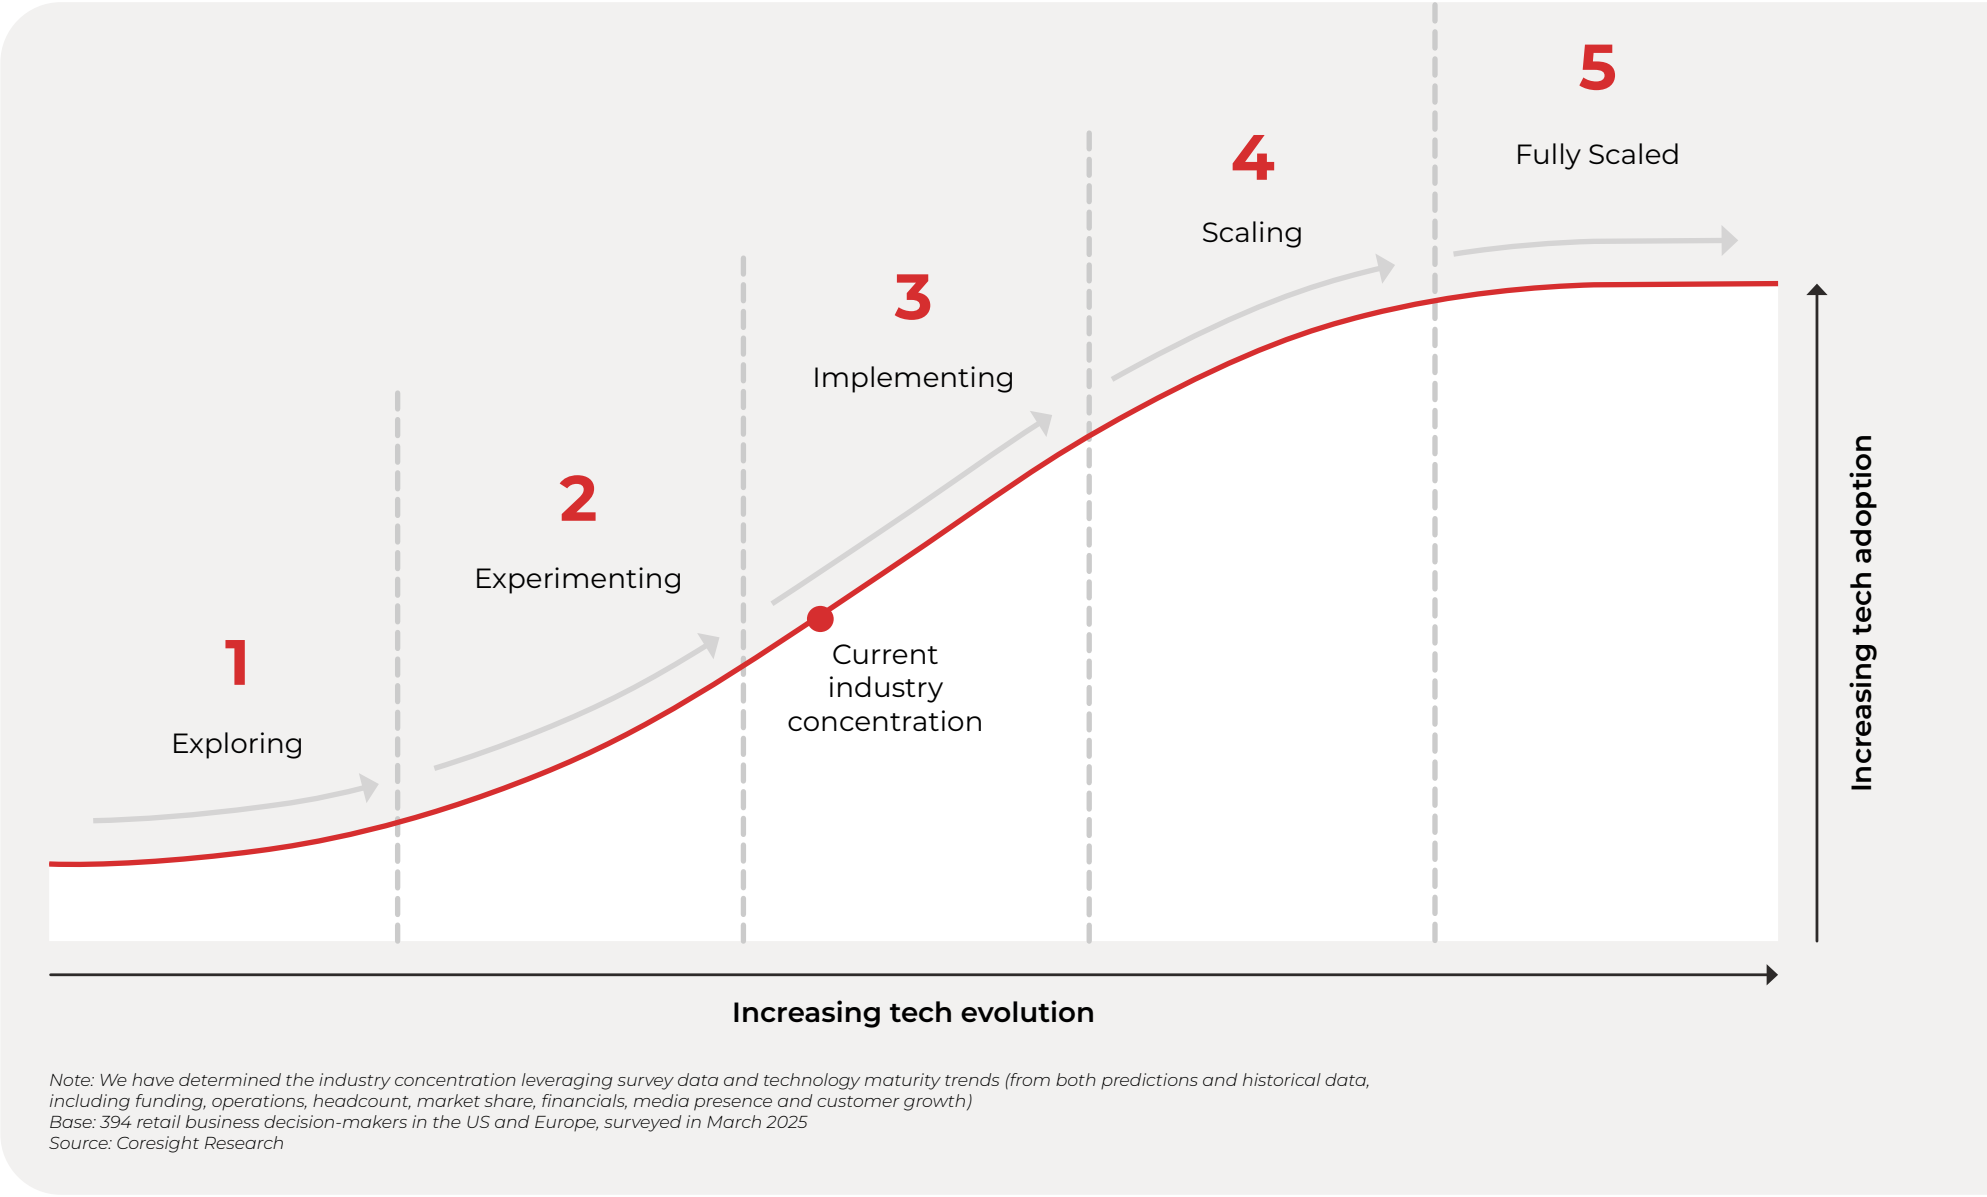 5
Fully Scaled
4
Scaling
3
Implementing
2
Experimenting
1
Exploring
Current
industry
concentration
Increasing tech adoption
Increasing tech evolution
Note: We have determined the industry concentration leveraging survey data and technology maturity trends (from both predictions and historical data,
including funding, operations, headcount, market share, financials, media presence and customer growth)
Base: 394 retail business decision-makers in the US and Europe, surveyed in March 2025
Source: Coresight Research